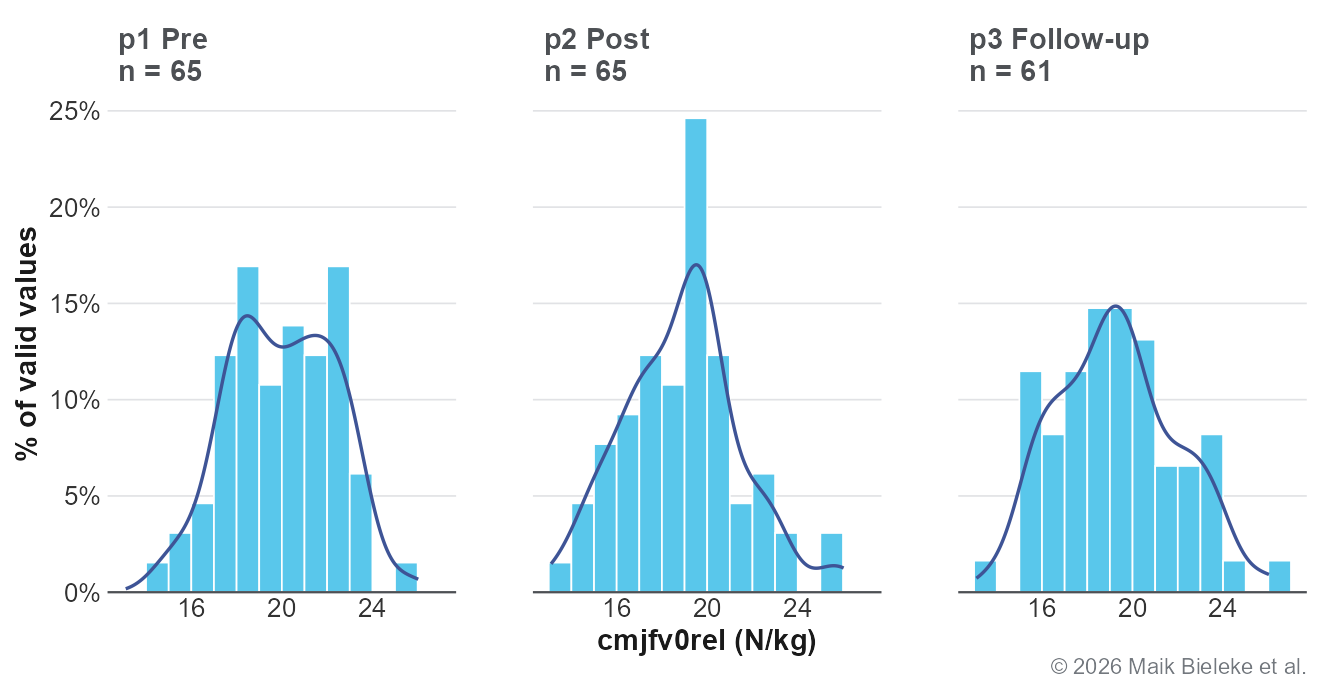 p1 Pre
n = 65
p2 Post
n = 65
p3 Follow-up
n = 61
% of valid values
25%
20%
15%
10%
5%
0%
16 20 24
16 20 24
16 20 24
cmjfv0rel (N/kg)
© 2026 Maik Bieleke et al.